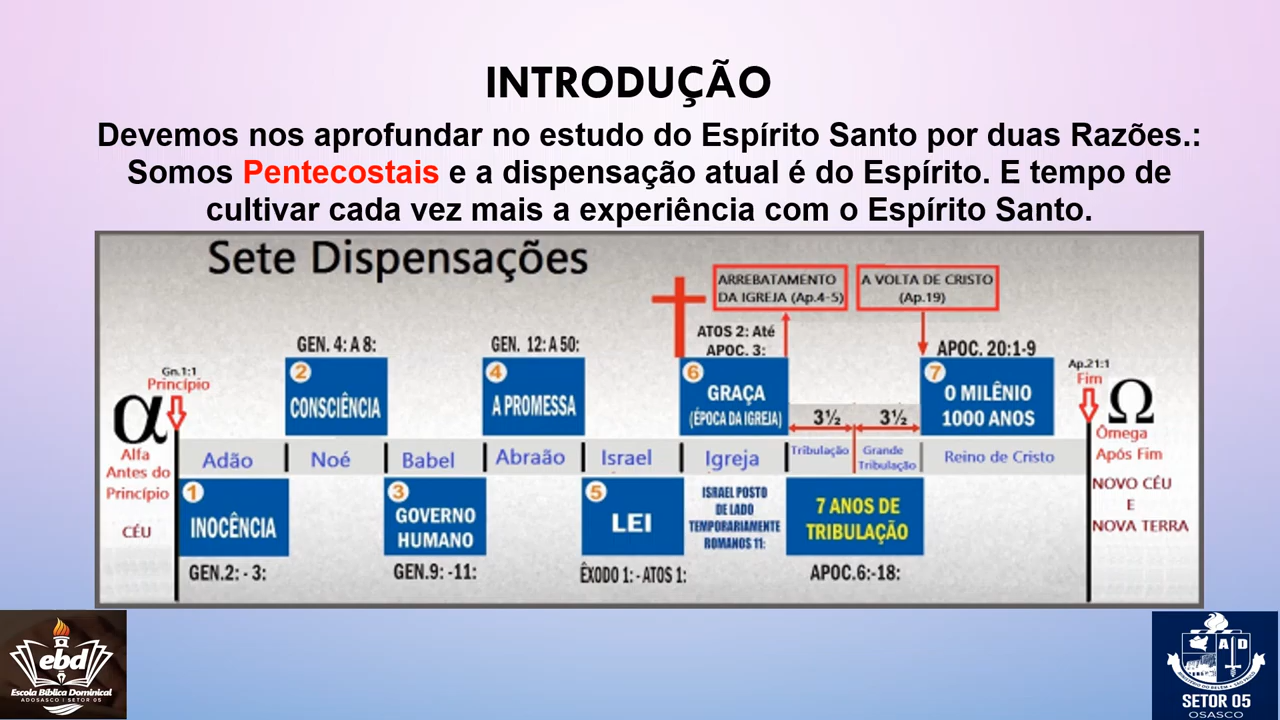 INTRODUÇÃO
Devemos nos aprofundar no estudo do Espírito Santo por duas Razões.:
Somos Pentecostais e a dispensação atual é do Espírito. E tempo de
cultivar cada vez mais a experiência com o Espírito Santo.
Sete Dispensações
ARREBATAMENTO
DA IGREJA (Ap.4-5)
A VOLTA DE CRISTO
(Ap.19)
GEN. 4: A 8:
GEN. 12: A 50:
ATOS 2: Até
APOC. 3:
APOC. 20:1-9
Gn.1:1
Princípio
Ap.21:1
Fim
α
Alfa
Antes do
Princípio
CÉU
2
CONSCIÊNCIA
4
A PROMESSA
6
GRAÇA
(ÉPOCA DA IGREJA)
3½
3½
7
O MILÊNIO
1000 ANOS
Ω
Ômega
Após Fim
NOVO CÉU
E
NOVA TERRA
Adão
Noé
Babel
Abraão
Israel
Igreja
Tribulação
Grande
Tribulação
Reino de Cristo
1
INOCÊNCIA
3
GOVERNO
HUMANO
5
LEI
ISRAEL POSTO
DE LADO
TEMPORARIAMENTE
ROMANOS 11:
7 ANOS DE
TRIBULAÇÃO
GEN.2: - 3:
GEN.9: -11:
ÊXODO 1: - ATOS 1:
APOC.6:-18:
ebd
Escola Bíblica Dominical
ADOSASCO | SETOR 05
A D
SETOR 05
OSASCO